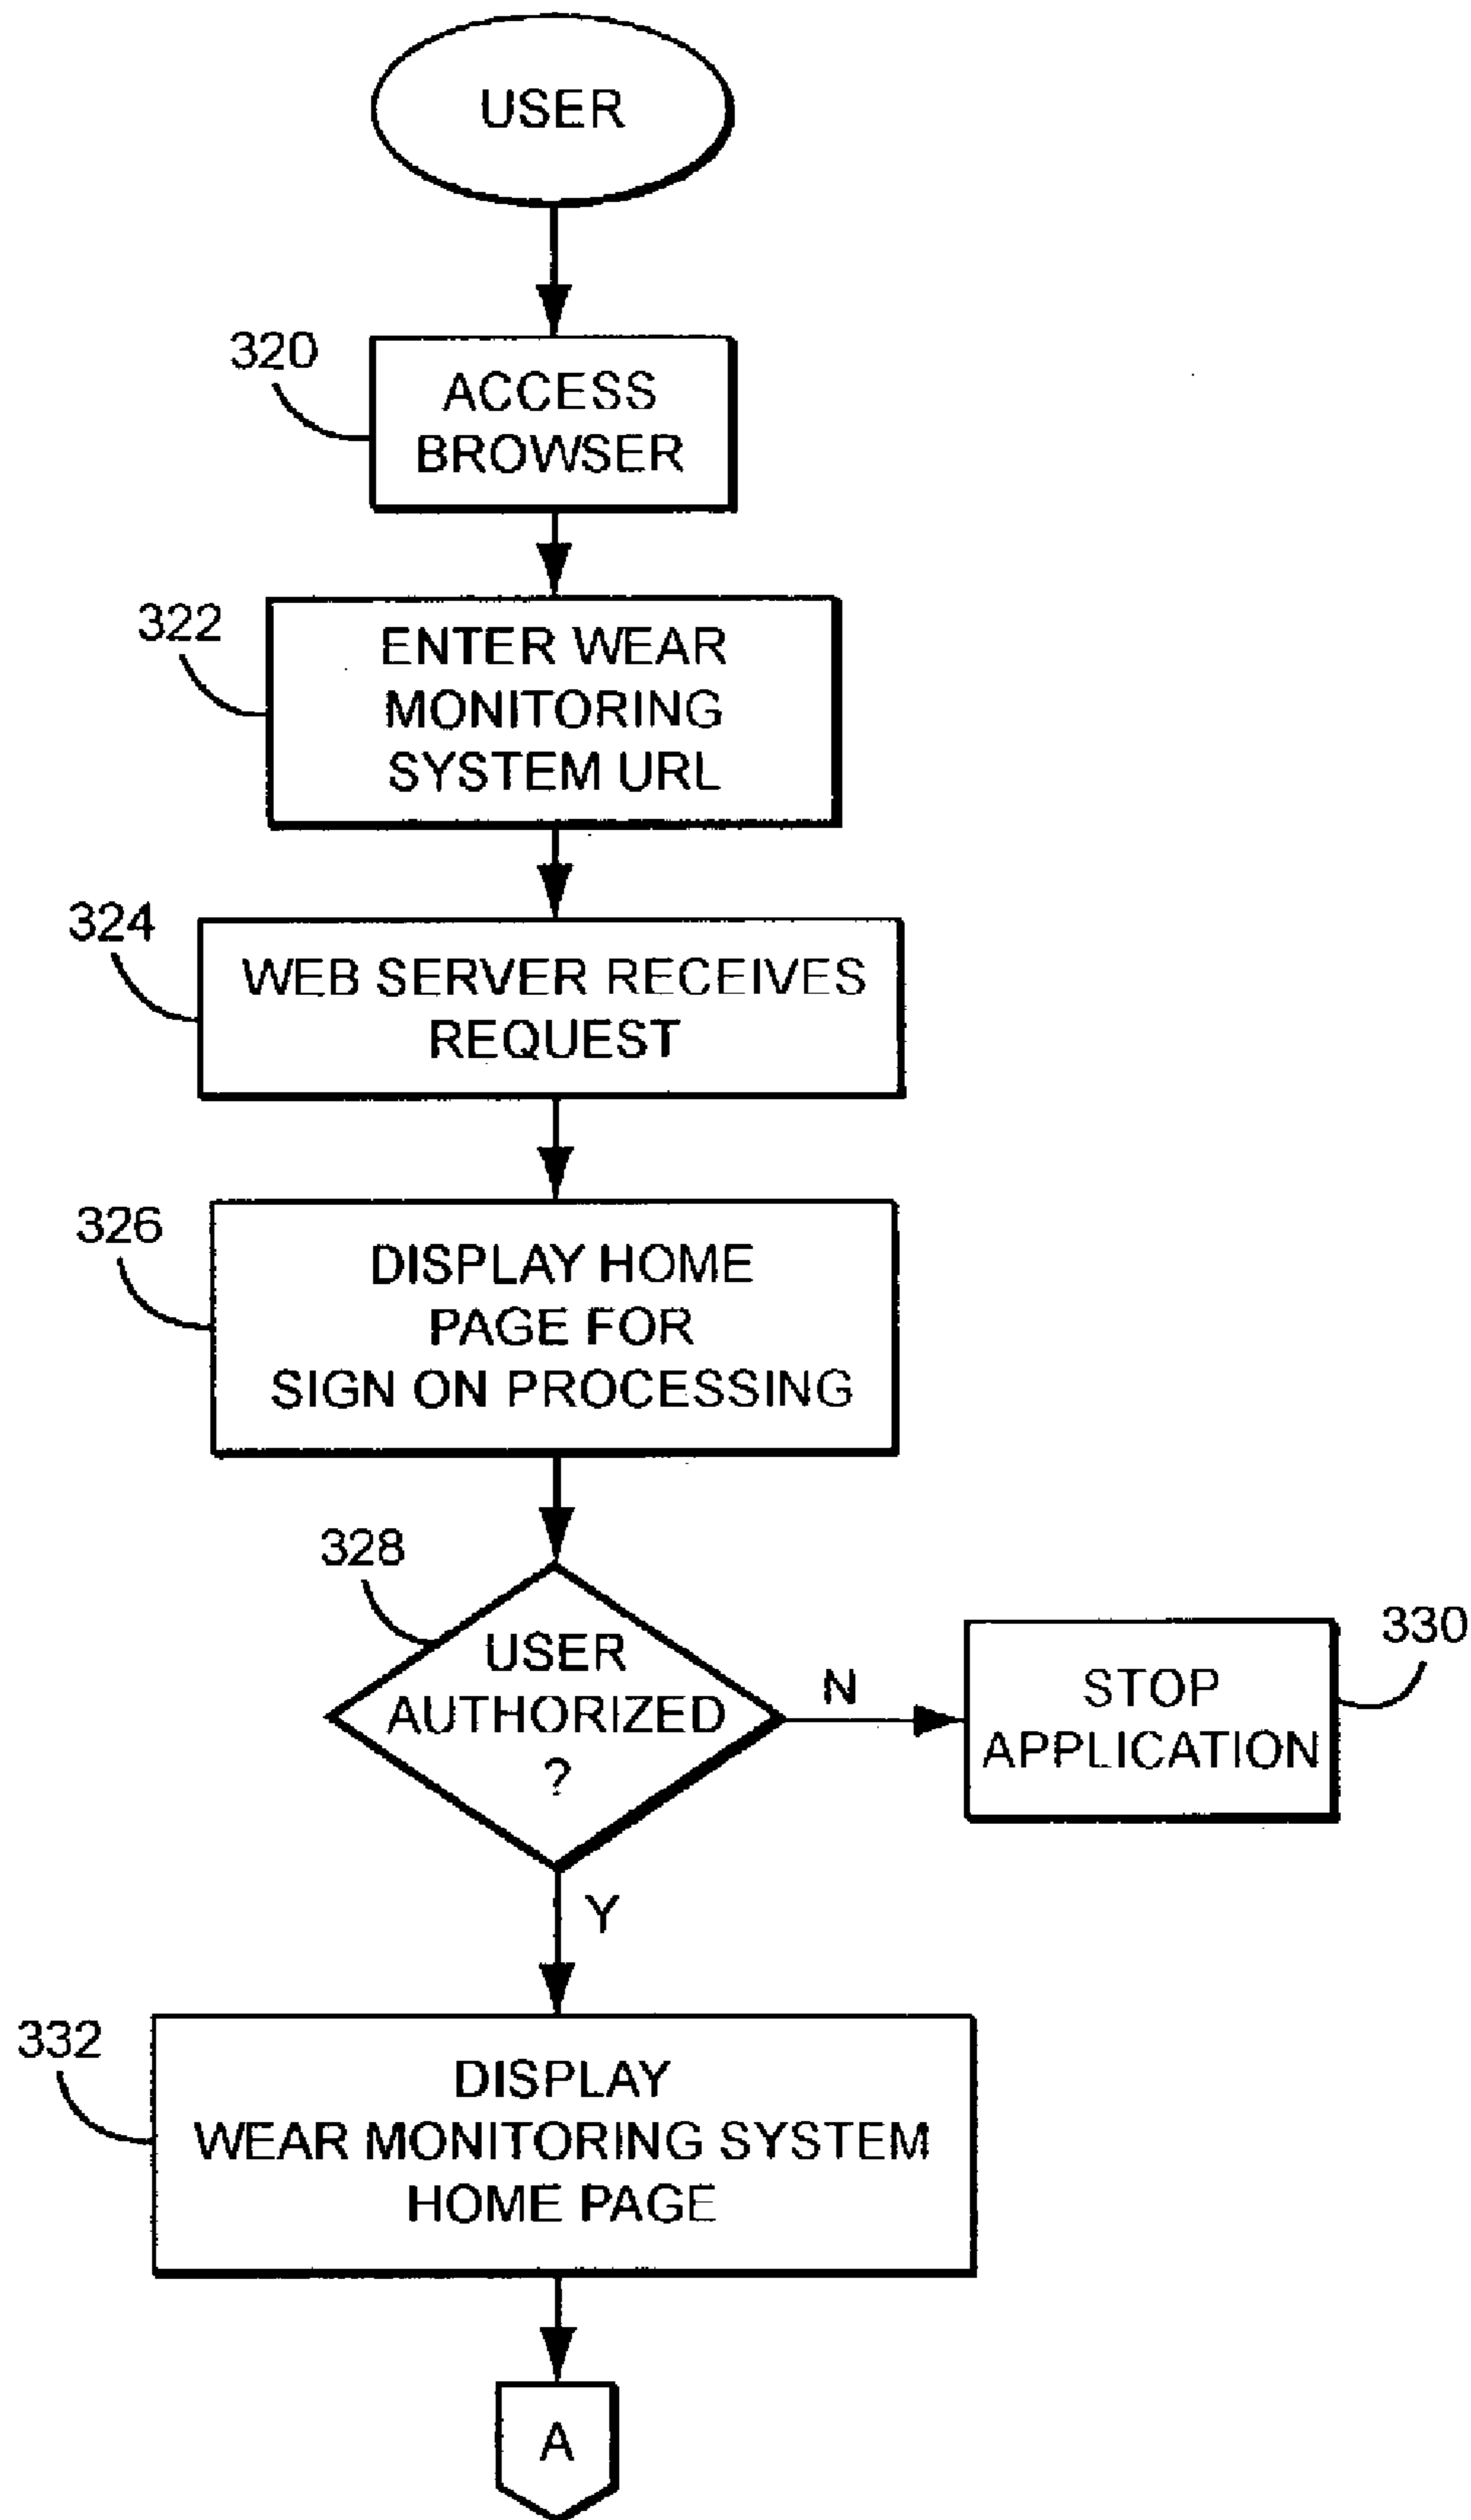 USER
320
ACCESS
BROWSER
322
ENTER WEAR
MONITORING
SYSTEM URL
324
WEB SERVER RECEIVES
REQUEST
326
DISPLAY HOME
PAGE FOR
SIGN ON PROCESSING
328
USER
AUTHORIZED
?
N
330
STOP
APPLICATION
Y
332
DISPLAY
WEAR MONITORING SYSTEM
HOME PAGE
A